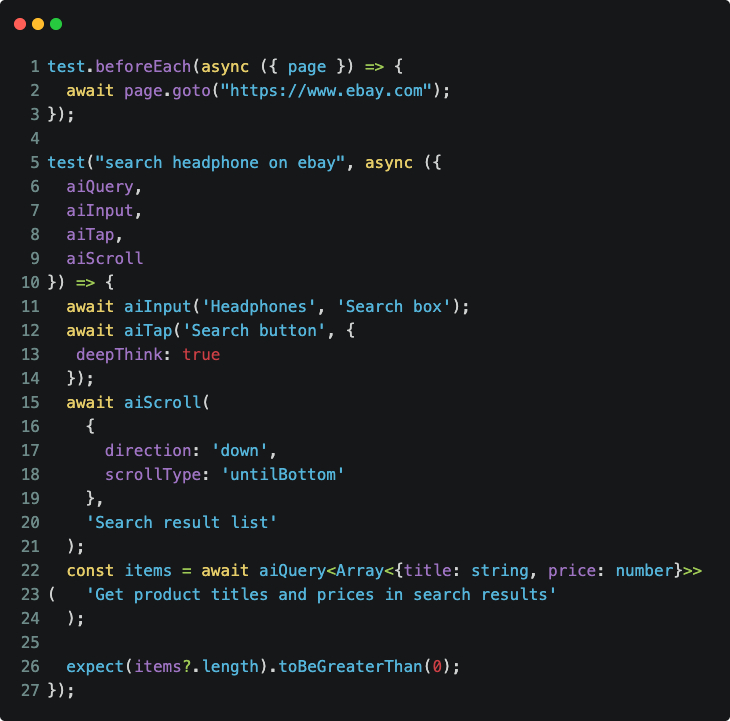 1 test.beforeEach(async ({ page }) => {
2   await page.goto("https://www.ebay.com");
3 });
4
5 test("search headphone on ebay", async ({
6   aiQuery,
7   aiInput,
8   aiTap,
9   aiScroll
10 }) => {
11   await aiInput('Headphones', 'Search box');
12   await aiTap('Search button', {
13    deepThink: true
14   });
15   await aiScroll(
16     {
17       direction: 'down',
18       scrollType: 'untilBottom'
19     },
20     'Search result list'
21   );
22   const items = await aiQuery<Array<{title: string, price: number}>>
23 (   'Get product titles and prices in search results'
24   );
25
26   expect(items?.length).toBeGreaterThan(0);
27 });